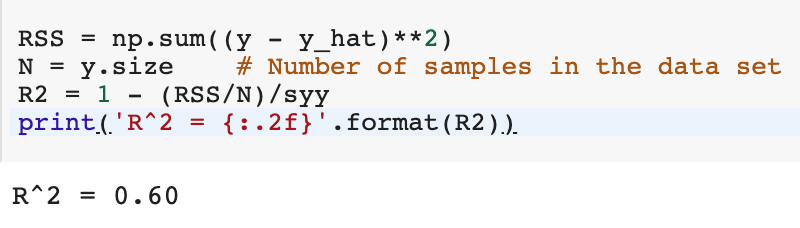 RSS = np.sum((y - y_hat)**2)
N = y.size    # Number of samples in the data set
R2 = 1 - (RSS/N)/syy
print('R^2 = {:.2f}'.format(R2))
R^2 = 0.60